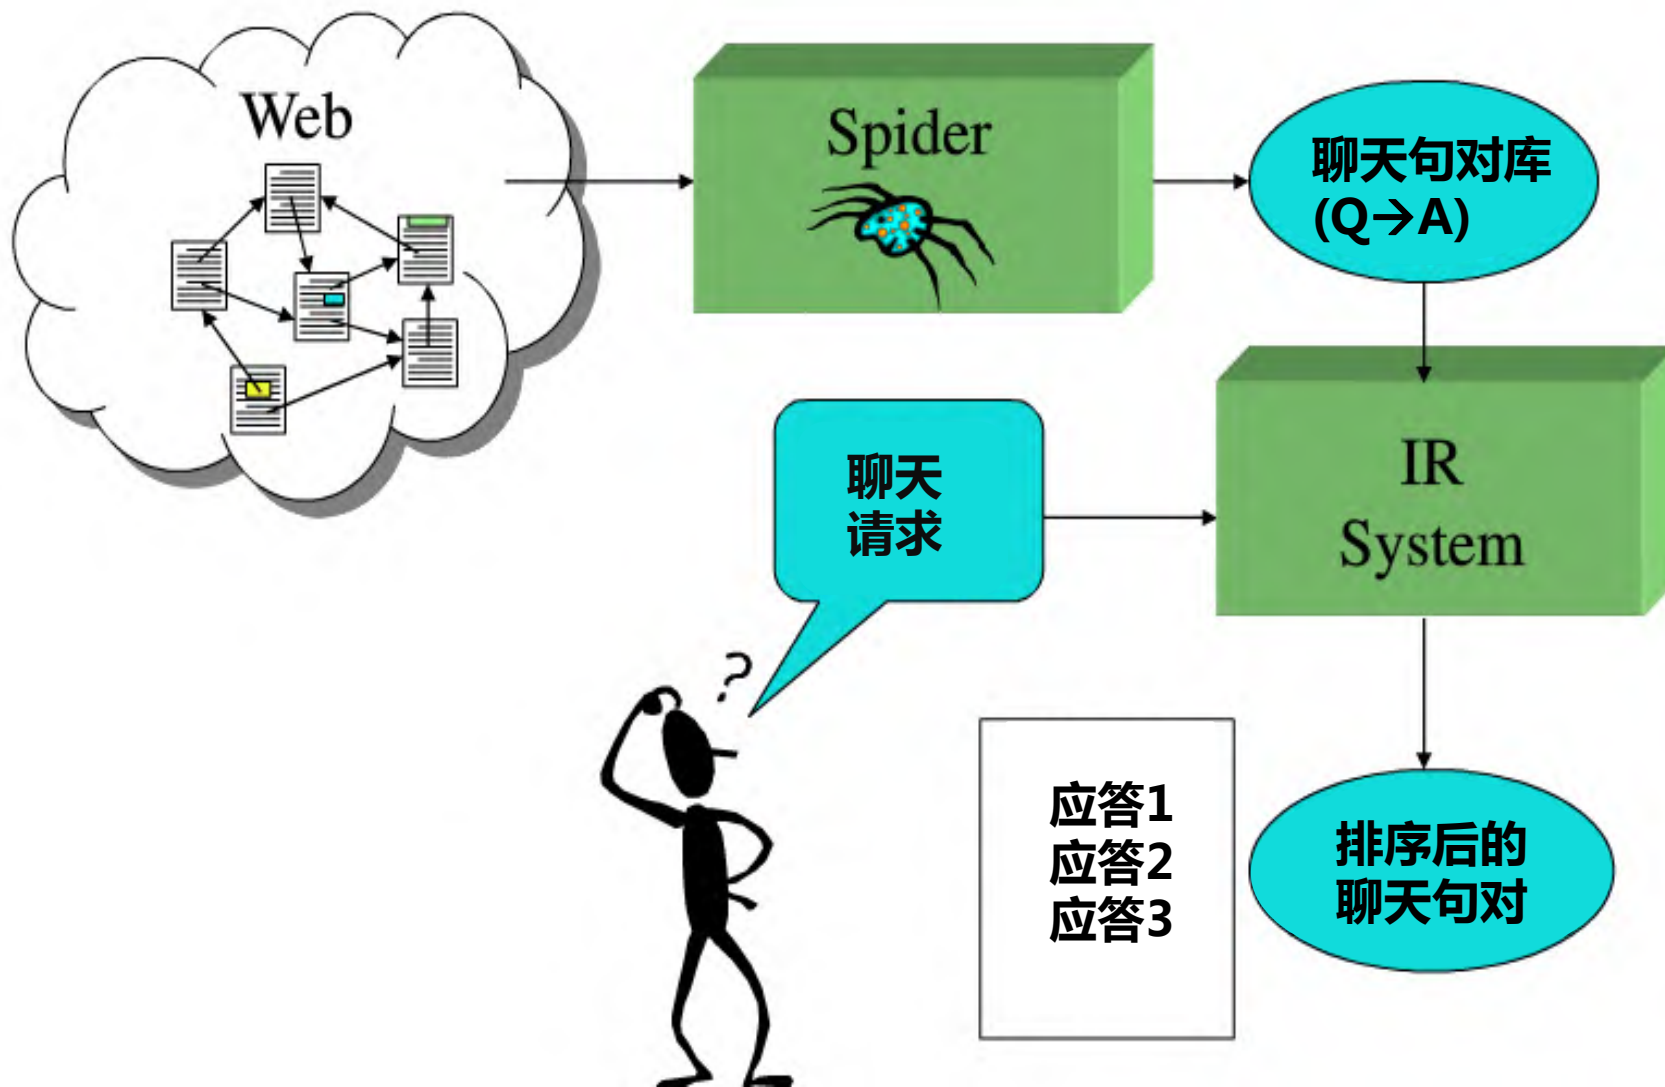 Web
Spider
聊天句对库
(Q→A)
聊天
请求
IR
System
?
应答1
应答2
应答3
排序后的
聊天句对